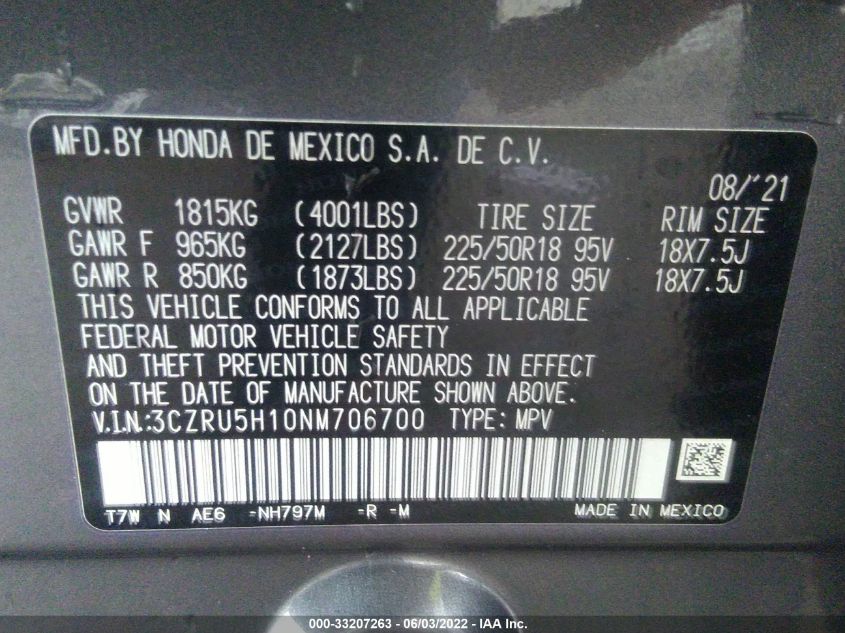 MFD.BY HONDA DE MEXICO S.A. DE C.V.
08/'21
GVWR 1815KG (4001LBS) TIRE SIZE RIM SIZE
GAWR F 965KG (2127LBS) 225/50R18 95V 18X7.5J
GAWR R 850KG (1873LBS) 225/50R18 95V 18X7.5J
THIS VEHICLE CONFORMS TO ALL APPLICABLE
FEDERAL MOTOR VEHICLE SAFETY
AND THEFT PREVENTION STANDARDS IN EFFECT
ON THE DATE OF MANUFACTURE SHOWN ABOVE.
V.I.N.:3CZRU5H10NM706700 TYPE: MPV
T7W N AE6 -NH797M -R -M MADE IN MEXICO
000-33207263 - 06/03/2022 - IAA Inc.